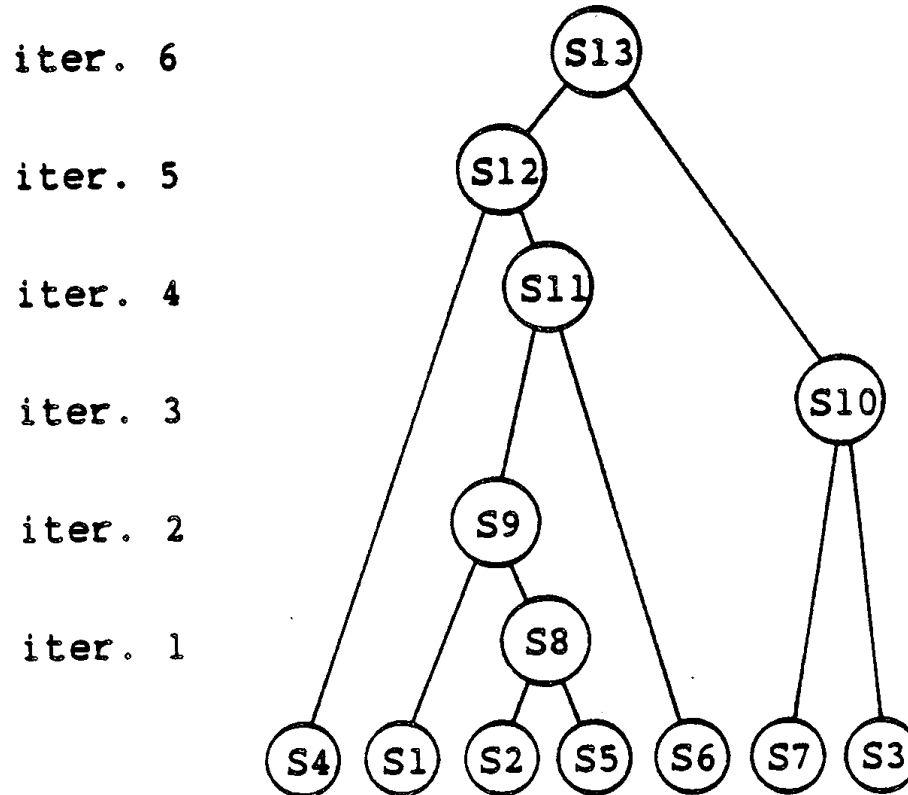 iter. 6 S13
iter. 5 S12
iter. 4 S11
iter. 3 S10
iter. 2 S9
iter. 1 S8
S4 S1 S2 S5 S6 S7 S3